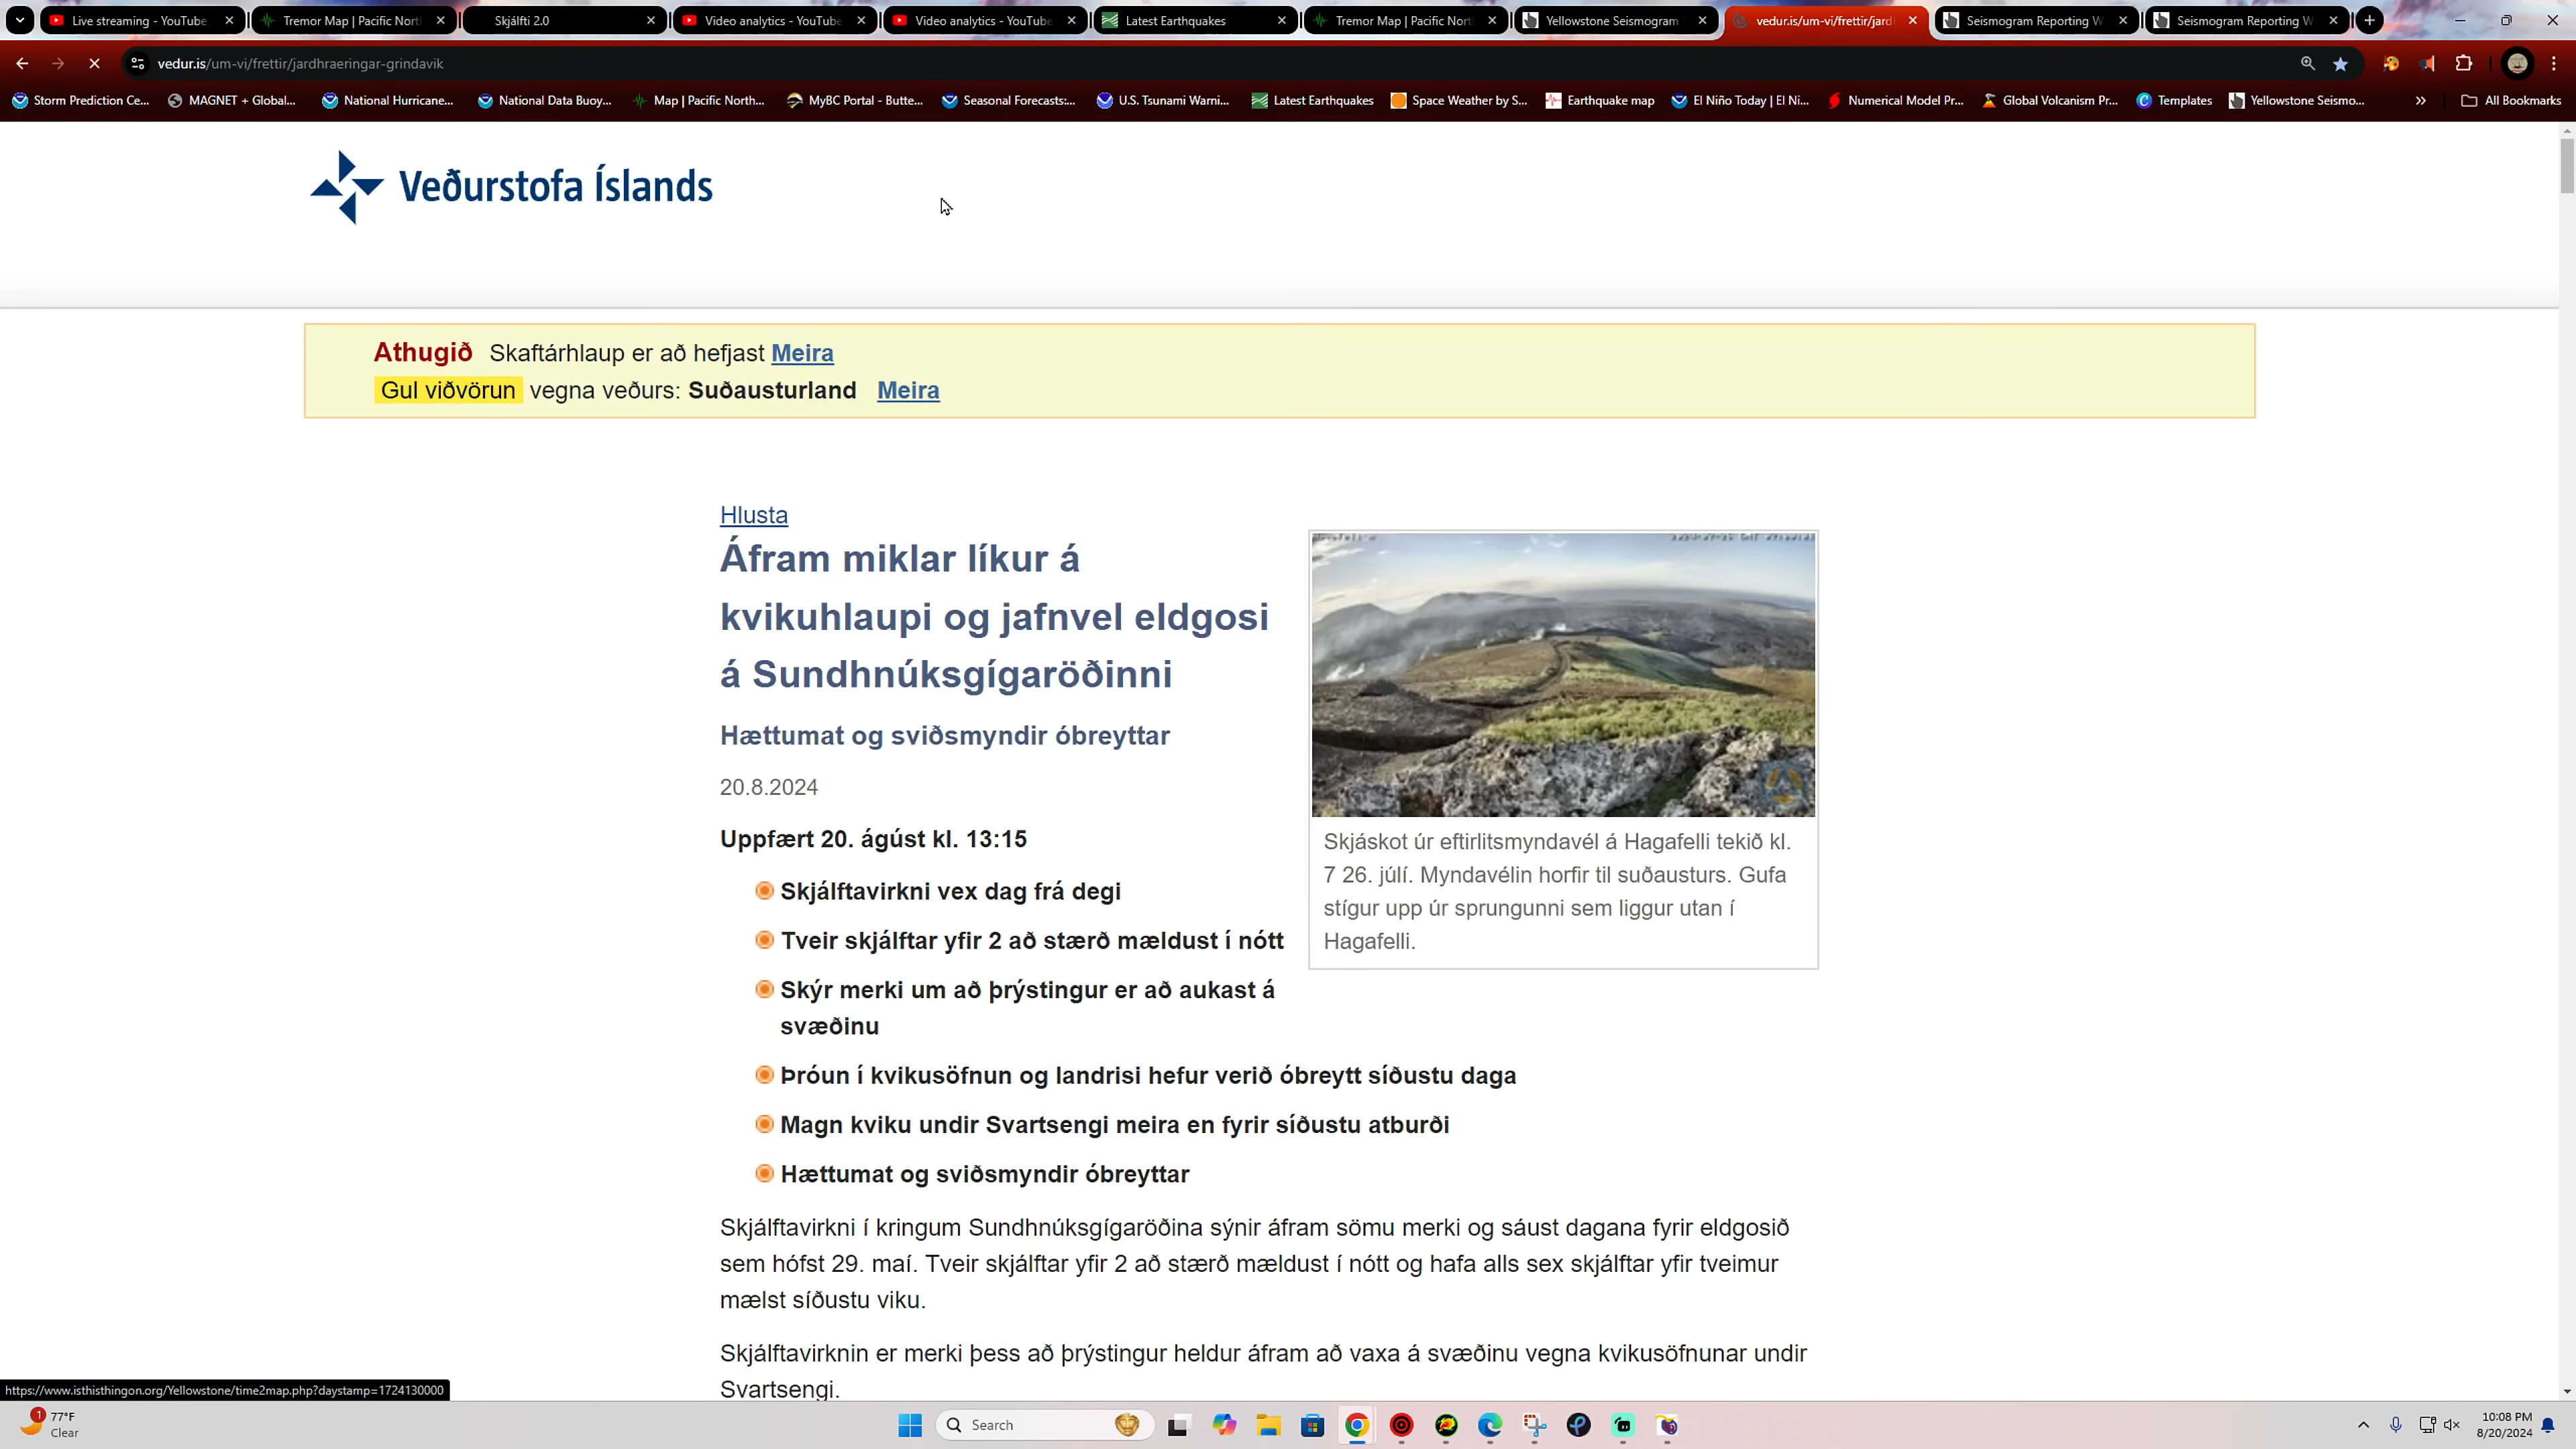 Live streaming - YouTube
Tremor Map | Pacific Nort
Skjálfti 2.0
Video analytics - YouTube
Video analytics - YouTube
Latest Earthquakes
Tremor Map | Pacific Nort
Yellowstone Seismogram
vedur.is/um-vi/frettir/jard
Seismogram Reporting W
Seismogram Reporting W
vedur.is/um-vi/frettir/jardhraeringar-grindavik
Storm Prediction Ce...
MAGNET + Global...
National Hurricane...
National Data Buoy...
Map | Pacific North...
MyBC Portal - Butte...
Seasonal Forecasts:...
U.S. Tsunami Warni...
Latest Earthquakes
Space Weather by S...
Earthquake map
El Niño Today | El Ni...
Numerical Model Pr...
Global Volcanism Pr...
Templates
Yellowstone Seismo...
All Bookmarks
Veðurstofa Íslands
Athugið Skaftárhlaup er að hefjast Meira
Gul viðvörun vegna veðurs: Suðausturland Meira
Hlusta
Áfram miklar líkur á
kvikuhlaupi og jafnvel eldgosi
á Sundhnúksgígaröðinni
Hættumat og sviðsmyndir óbreyttar
20.8.2024
Uppfært 20. ágúst kl. 13:15
Skjálftavirkni vex dag frá degi
Tveir skjálftar yfir 2 að stærð mældust í nótt
Skýr merki um að þrýstingur er að aukast á
svæðinu
Þróun í kvikusöfnun og landrisi hefur verið óbreytt síðustu daga
Magn kviku undir Svartsengi meira en fyrir síðustu atburði
Hættumat og sviðsmyndir óbreyttar
Skjáskot úr eftirlitsmyndavél á Hagafelli tekið kl.
7 26. júlí. Myndavélin horfir til suðausturs. Gufa
stígur upp úr sprungunni sem liggur utan í
Hagafelli.
Skjálftavirkni í kringum Sundhnúksgígaröðina sýnir áfram sömu merki og sáust dagana fyrir eldgosið
sem hófst 29. maí. Tveir skjálftar yfir 2 að stærð mældust í nótt og hafa alls sex skjálftar yfir tveimur
mælst síðustu viku.
Skjálftavirknin er merki þess að þrýstingur heldur áfram að vaxa á svæðinu vegna kvikusöfnunar undir
Svartsengi.
https://www.isthisthingon.org/Yellowstone/time2map.php?daystamp=1724130000
1
77°F
Clear
Search
10:08 PM
8/20/2024